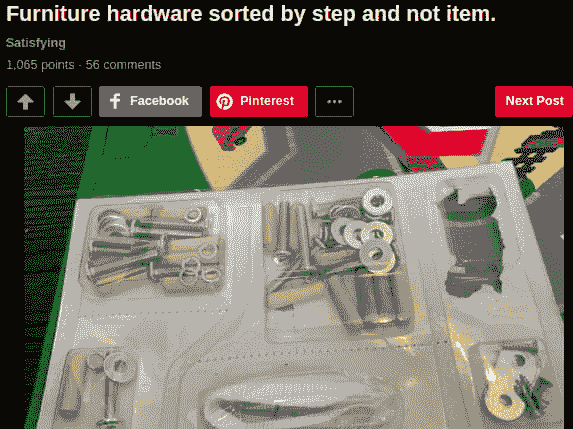 Furniture hardware sorted by step and not item.
Satisfying
1,065 points · 56 comments
Facebook
Pinterest
Next Post